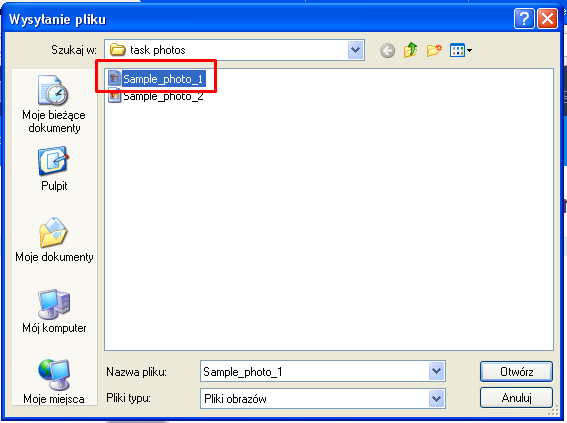 Wysyłanie pliku
Szukaj w: task photos
Sample_photo_1
Sample_photo_2
Moje bieżące
dokumenty
Pulpit
Moje dokumenty
Mój komputer
Moje miejsca
Nazwa pliku: Sample_photo_1 Otwórz
Pliki typu: Pliki obrazów Anuluj